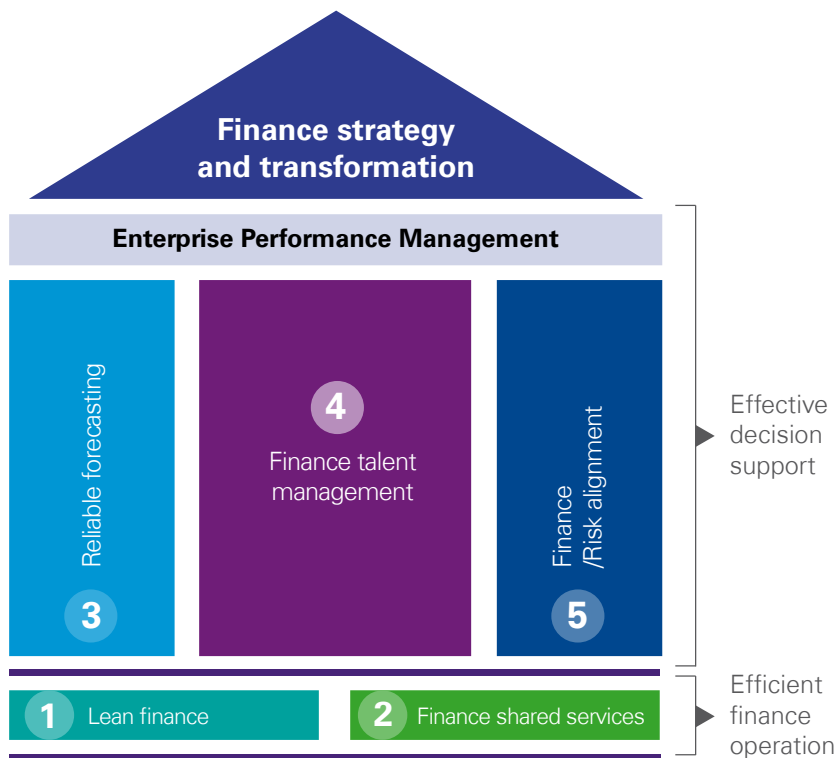 Finance strategy
and transformation
Enterprise Performance Management
Reliable forecasting
3
4
Finance talent
management
Finance
/Risk alignment
5
Effective
decision
support
1 Lean finance
2 Finance shared services
Efficient
finance
operation